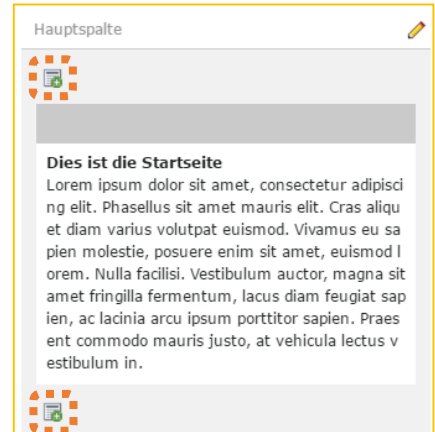 Hauptspalte
Dies ist die Startseite
Lorem ipsum dolor sit amet, consectetur adipisci
ng elit. Phasellus sit amet mauris elit. Cras aliqu
et diam varius volutpat euismod. Vivamus eu sa
pien molestie, posuere enim sit amet, euismod l
orem. Nulla facilisi. Vestibulum auctor, magna sit
amet fringilla fermentum, lacus diam feugiat sap
ien, ac lacinia arcu ipsum porttitor sapien. Praes
ent commodo mauris justo, at vehicula lectus v
estibulum in.